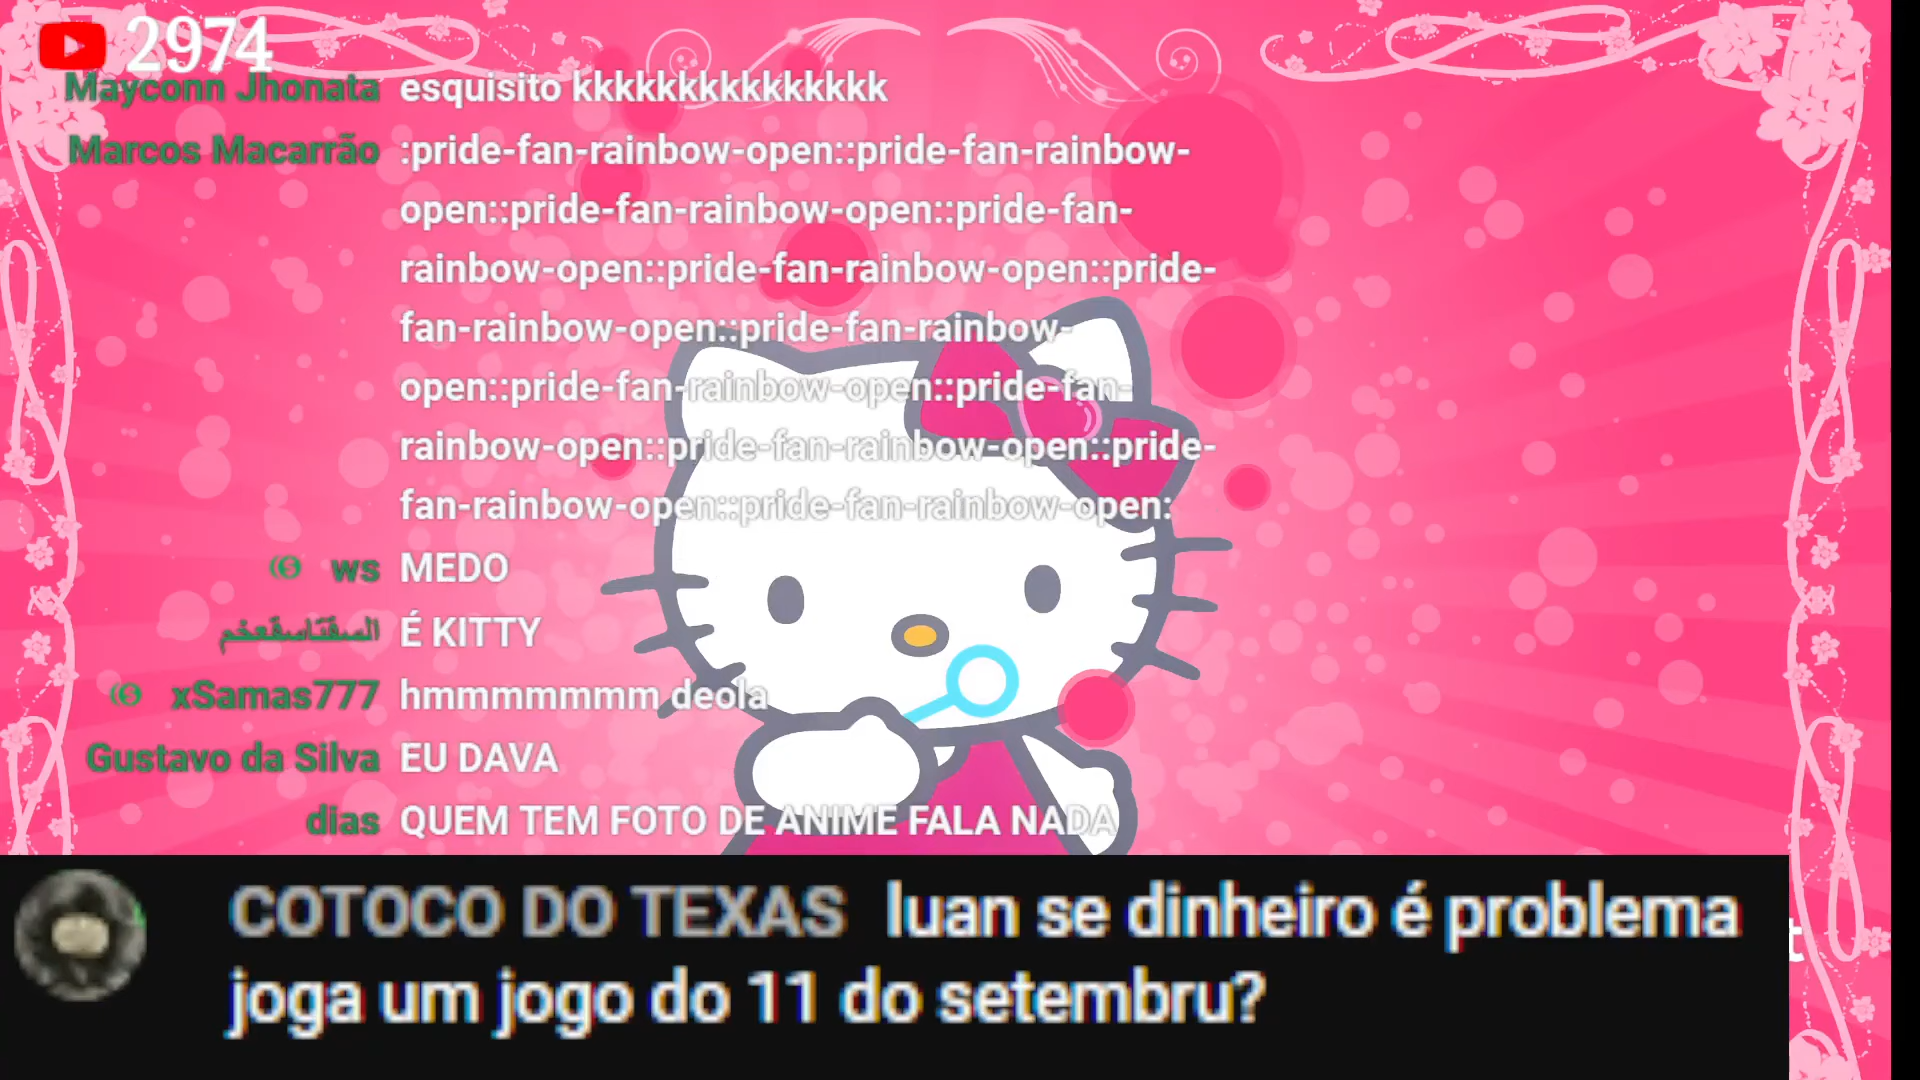 2974
Mayconn Jhonata esquisito kkkkkkkkkkkkkkk
Marcos Macarrão :pride-fan-rainbow-open::pride-fan-rainbow-
open::pride-fan-rainbow-open::pride-fan-
rainbow-open::pride-fan-rainbow-open::pride-
fan-rainbow-open::pride-fan-rainbow-
open::pride-fan-rainbow-open::pride-fan-
rainbow-open::pride-fan-rainbow-open::pride-
fan-rainbow-open::pride-fan-rainbow-open:
ws MEDO
É KITTY
xSamas777 hmmmmmmm deola
Gustavo da Silva EU DAVA
dias QUEM TEM FOTO DE ANIME FALA NADA
COTOCO DO TEXAS luan se dinheiro é problema
joga um jogo do 11 do setembru?